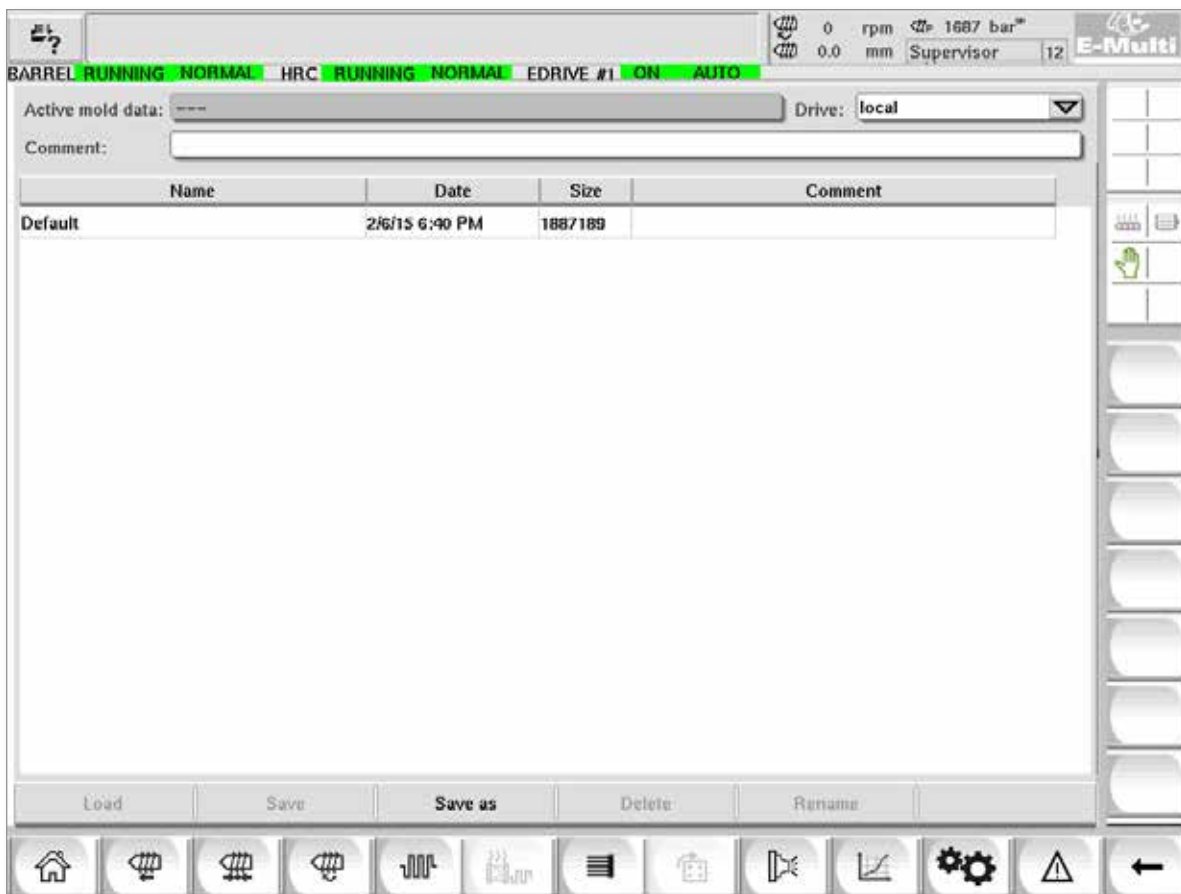 0 rpm 1687 bar
0.0 mm Supervisor 12
E-Multi
BARREL RUNNING NORMAL HRC RUNNING NORMAL EDRIVE #1 ON AUTO
Active mold data: --- Drive: local
Comment:
Name Date Size Comment
Default 2/6/15 6:40 PM 1887189
Load Save Save as Delete Rename